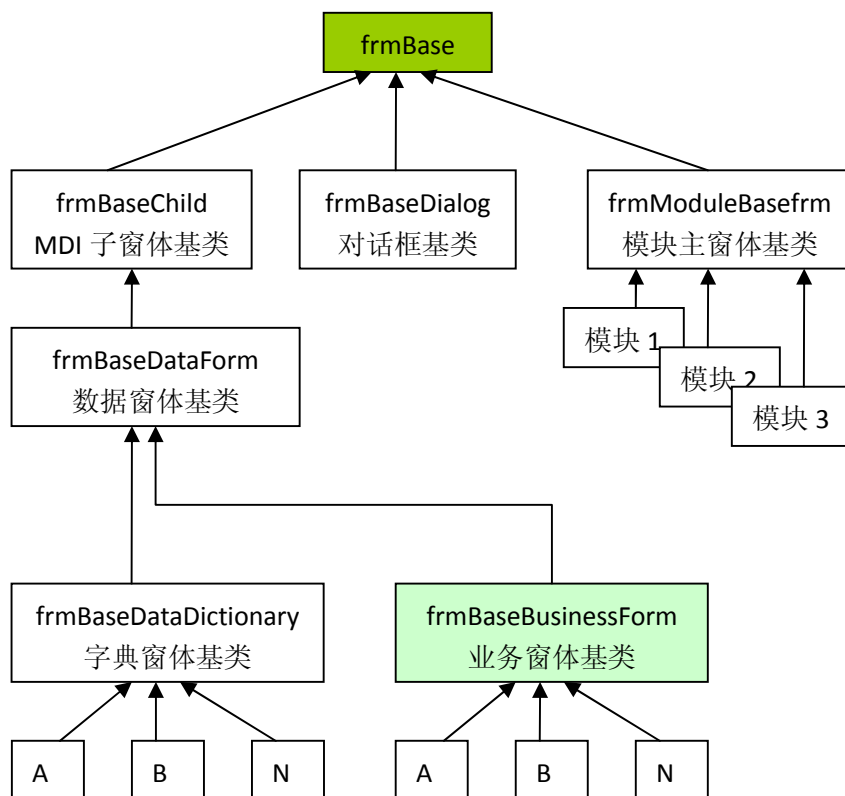 frmBase
frmBaseChild
MDI 子窗体基类
frmBaseDialog
对话框基类
frmModuleBasefrm
模块主窗体基类
模块 1
模块 2
模块 3
frmBaseDataForm
数据窗体基类
frmBaseDataDictionary
字典窗体基类
frmBaseBusinessForm
业务窗体基类
A
B
N
A
B
N